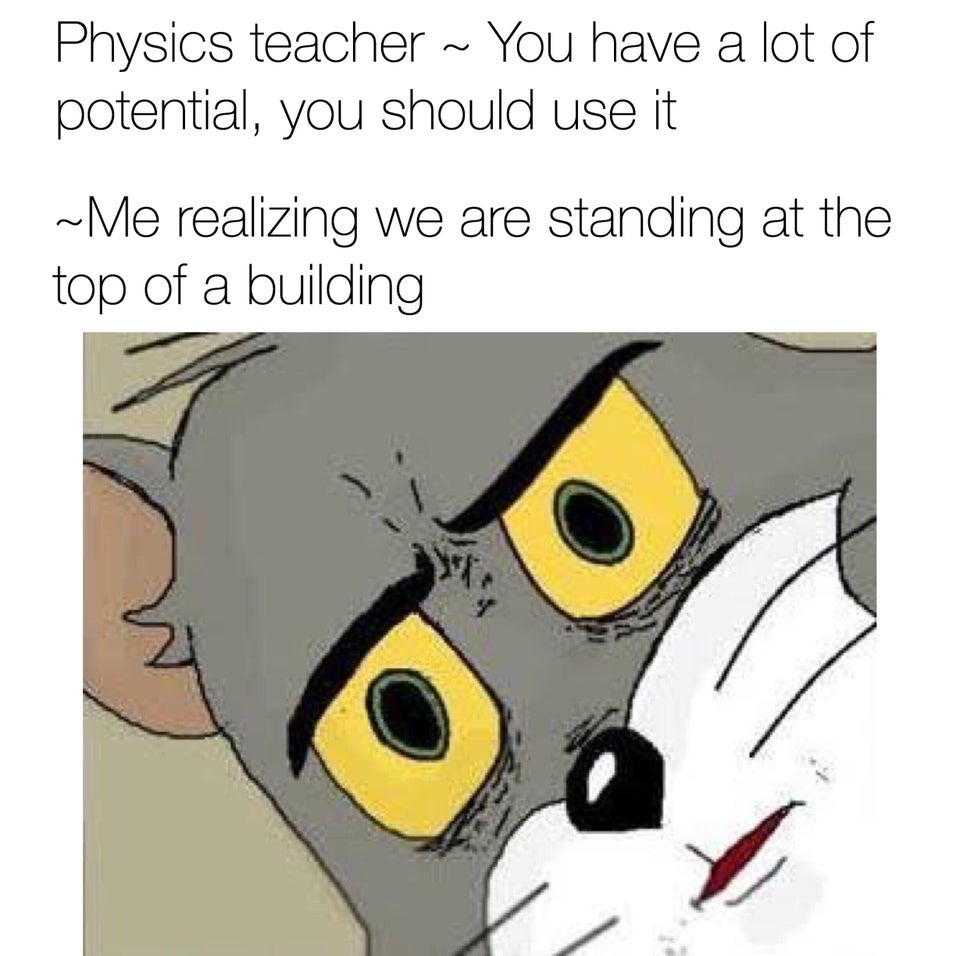 Physics teacher ~ You have a lot of
potential, you should use it
~Me realizing we are standing at the
top of a building